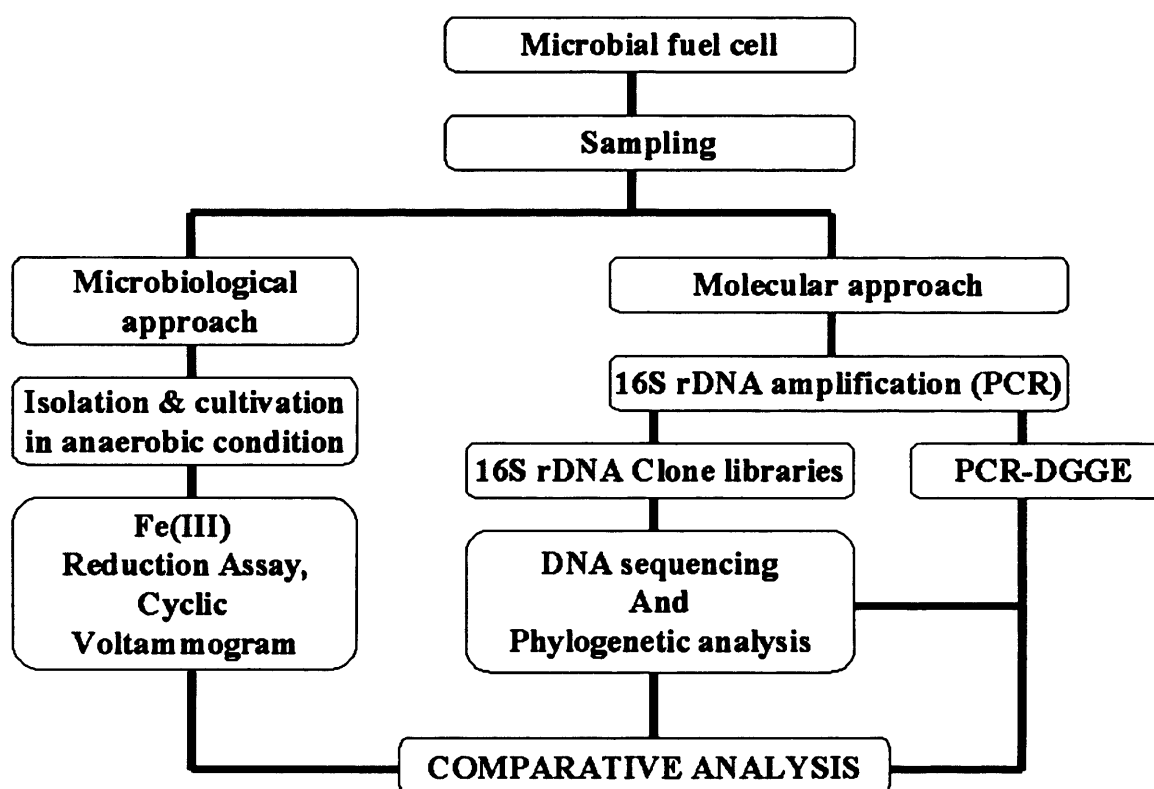 Microbial fuel cell
Sampling
Microbiological
approach
Molecular approach
Isolation & cultivation
in anaerobic condition
16S rDNA amplification (PCR)
16S rDNA Clone libraries
PCR-DGGE
Fe(III)
Reduction Assay,
Cyclic
Voltammogram
DNA sequencing
And
Phylogenetic analysis
COMPARATIVE ANALYSIS